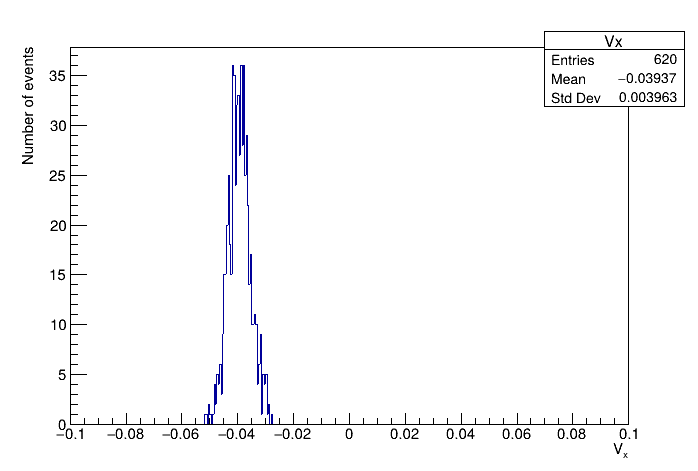 Vx
Entries 620
Mean −0.03937
Std Dev 0.003963
Number of events
35
30
25
20
15
10
5
0
−0.1 −0.08 −0.06 −0.04 −0.02 0 0.02 0.04 0.06 0.08 0.1
Vx